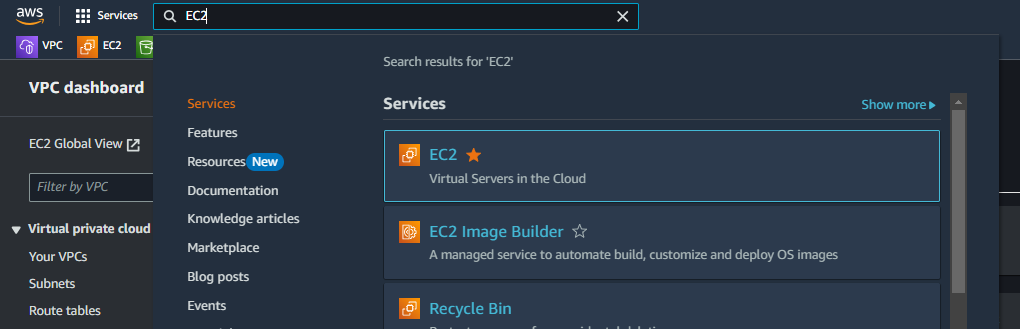 aws
Services
EC2
VPC
EC2
VPC dashboard
EC2 Global View
Filter by VPC
Virtual private cloud
Your VPCs
Subnets
Route tables
Search results for 'EC2'
Services
Features
Resources New
Documentation
Knowledge articles
Marketplace
Blog posts
Events
Services
Show more
EC2
Virtual Servers in the Cloud
EC2 Image Builder
A managed service to automate build, customize and deploy OS images
Recycle Bin